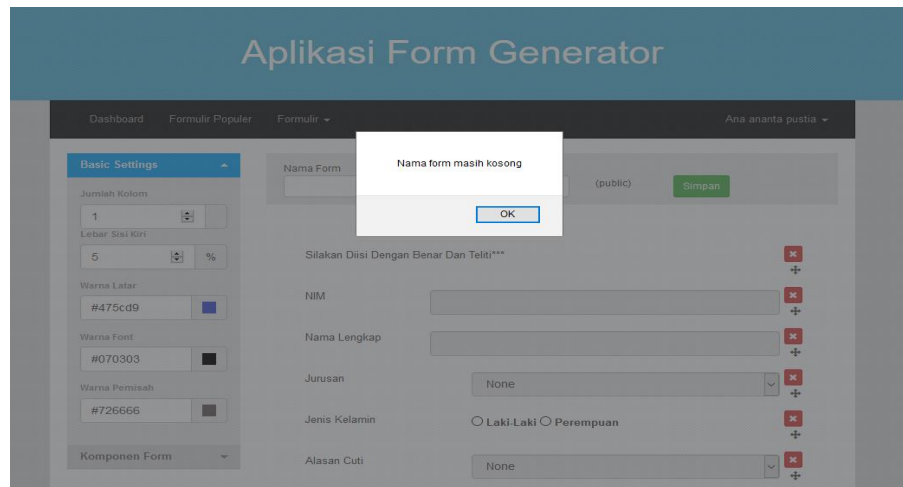 Aplikasi Form Generator
Dashboard Formulir Populer Formulir Ana ananta pustia
Basic Settings
Jumlah Kolom
1
Lebar Sisi Kiri
5 %
Warna Latar
#475cd9
Warna Font
#070303
Warna Pemisah
#726666
Komponen Form
Nama Form
(public) Simpan
Nama form masih kosong
OK
Silakan Diisi Dengan Benar Dan Teliti***
NIM
Nama Lengkap
Jurusan None
Jenis Kelamin Laki-Laki Perempuan
Alasan Cuti None